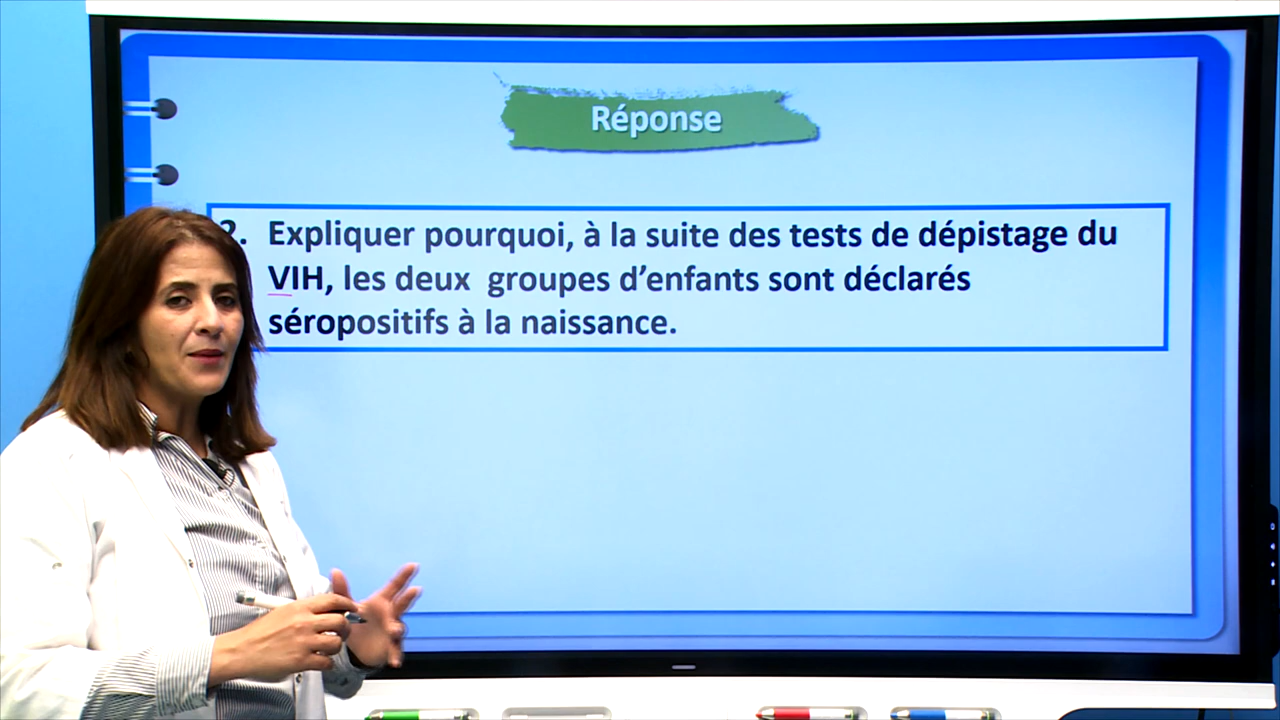 Réponse
Expliquer pourquoi, à la suite des tests de dépistage du
VIH, les deux groupes d’enfants sont déclarés
séropositifs à la naissance.